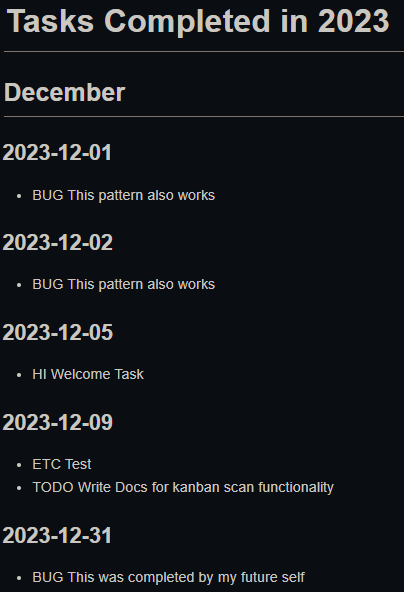 Tasks Completed in 2023
December
2023-12-01
BUG This pattern also works
2023-12-02
BUG This pattern also works
2023-12-05
HI Welcome Task
2023-12-09
ETC Test
TODO Write Docs for kanban scan functionality
2023-12-31
BUG This was completed by my future self